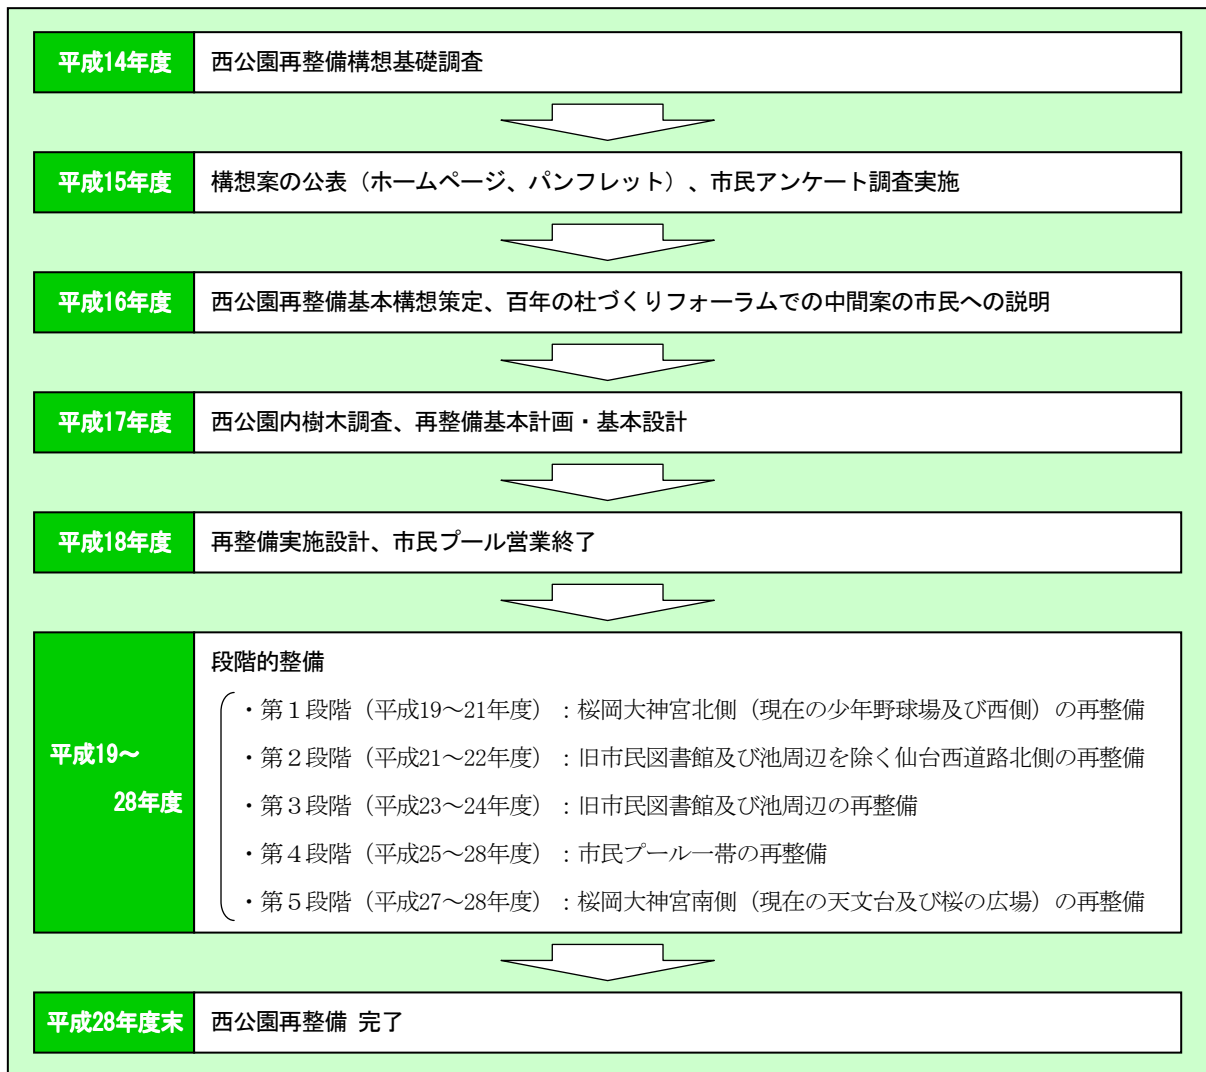 平成14年度 西公園再整備構想基礎調査
平成15年度 構想案の公表（ホームページ、パンフレット）、市民アンケート調査実施
平成16年度 西公園再整備基本構想策定、百年の杜づくりフォーラムでの中間案の市民への説明
平成17年度 西公園内樹木調査、再整備基本計画・基本設計
平成18年度 再整備実施設計、市民プール営業終了
平成19～
28年度
段階的整備
・第１段階（平成19～21年度）：桜岡大神宮北側（現在の少年野球場及び西側）の再整備
・第２段階（平成21～22年度）：旧市民図書館及び池周辺を除く仙台西道路北側の再整備
・第３段階（平成23～24年度）：旧市民図書館及び池周辺の再整備
・第４段階（平成25～28年度）：市民プール一帯の再整備
・第５段階（平成27～28年度）：桜岡大神宮南側（現在の天文台及び桜の広場）の再整備
平成28年度末 西公園再整備 完了